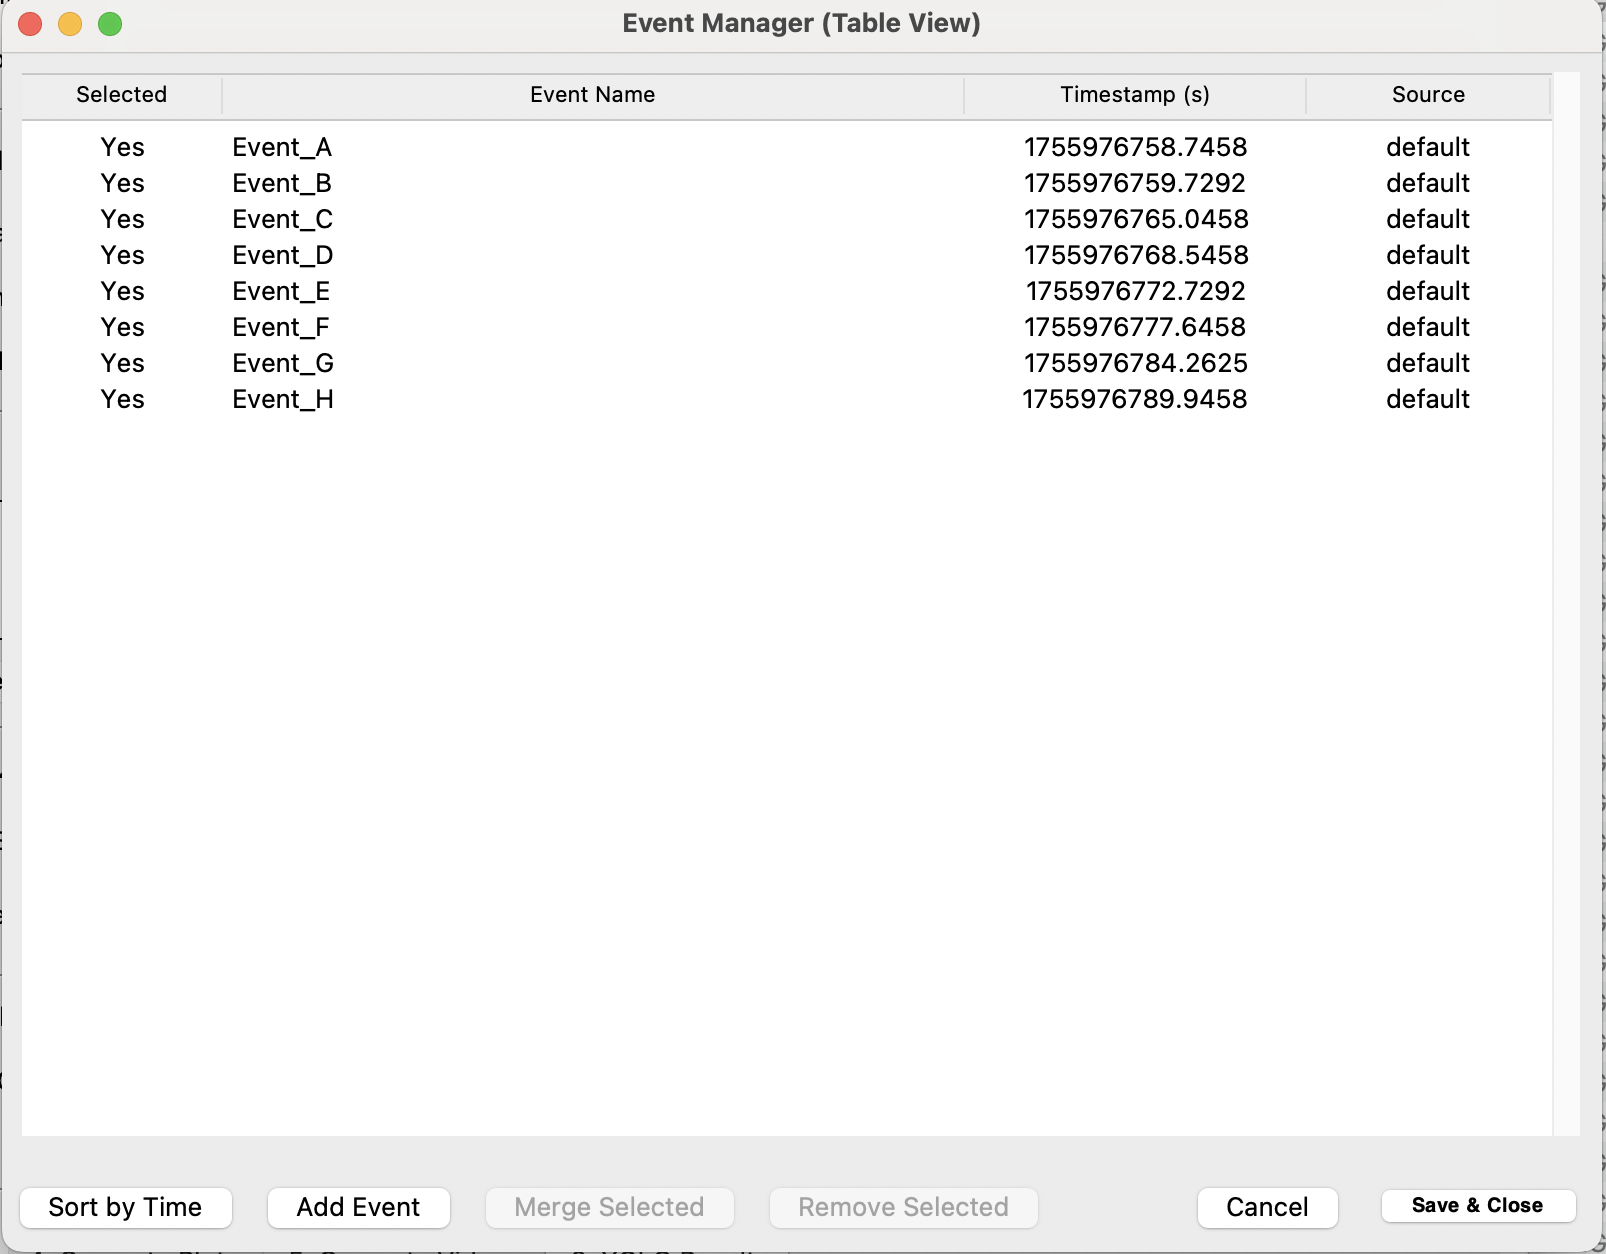 Event Manager (Table View)
Selected Event Name Timestamp (s) Source
Yes Event_A 1755976758.7458 default
Yes Event_B 1755976759.7292 default
Yes Event_C 1755976765.0458 default
Yes Event_D 1755976768.5458 default
Yes Event_E 1755976772.7292 default
Yes Event_F 1755976777.6458 default
Yes Event_G 1755976784.2625 default
Yes Event_H 1755976789.9458 default
Sort by Time Add Event Merge Selected Remove Selected Cancel Save & Close